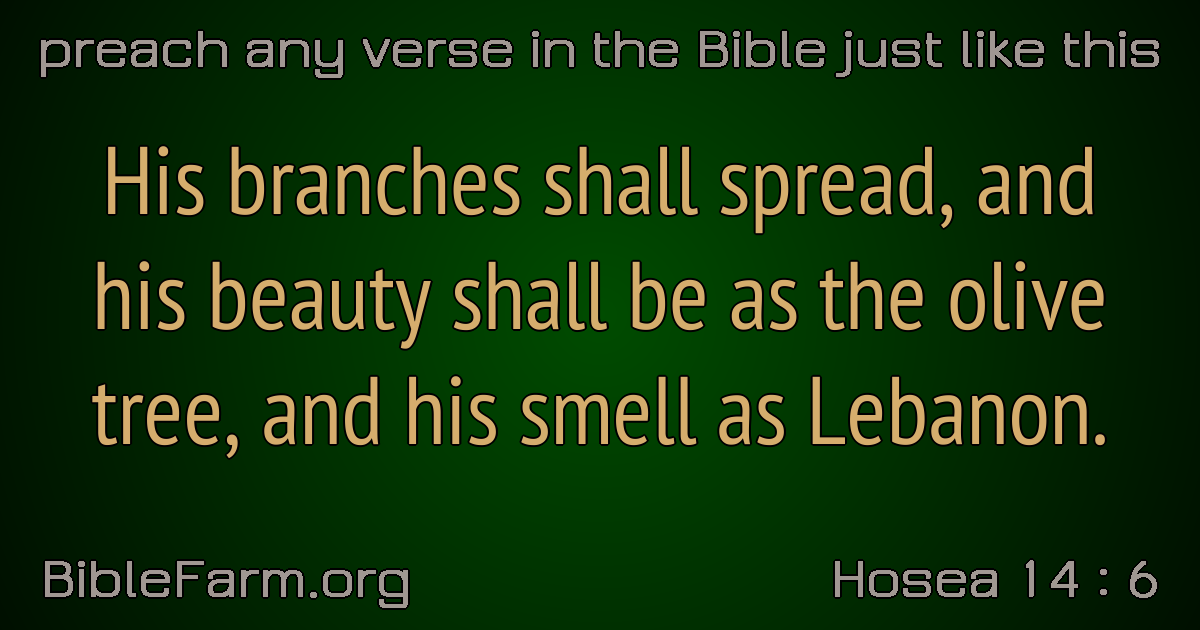 preach any verse in the Bible just like this
His branches shall spread, and
his beauty shall be as the olive
tree, and his smell as Lebanon.
BibleFarm.org
Hosea 14 : 6